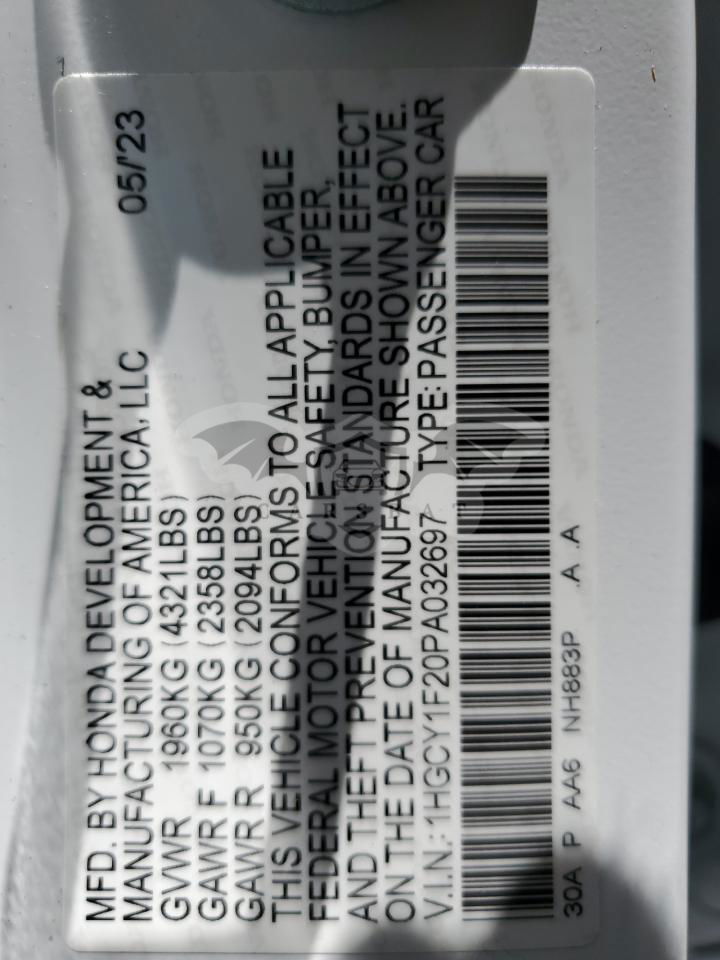 MFD. BY HONDA DEVELOPMENT &
MANUFACTURING OF AMERICA, LLC 05/'23
GVWR 1960KG (4321LBS)
GAWR F 1070KG (2358LBS)
GAWR R 950KG (2094LBS)
THIS VEHICLE CONFORMS TO ALL APPLICABLE
FEDERAL MOTOR VEHICLE SAFETY, BUMPER,
AND THEFT PREVENTION STANDARDS IN EFFECT
ON THE DATE OF MANUFACTURE SHOWN ABOVE.
V.I.N.: 1HGCY1F20PA032697 TYPE: PASSENGER CAR
30A P AA6 NH883P .A .A